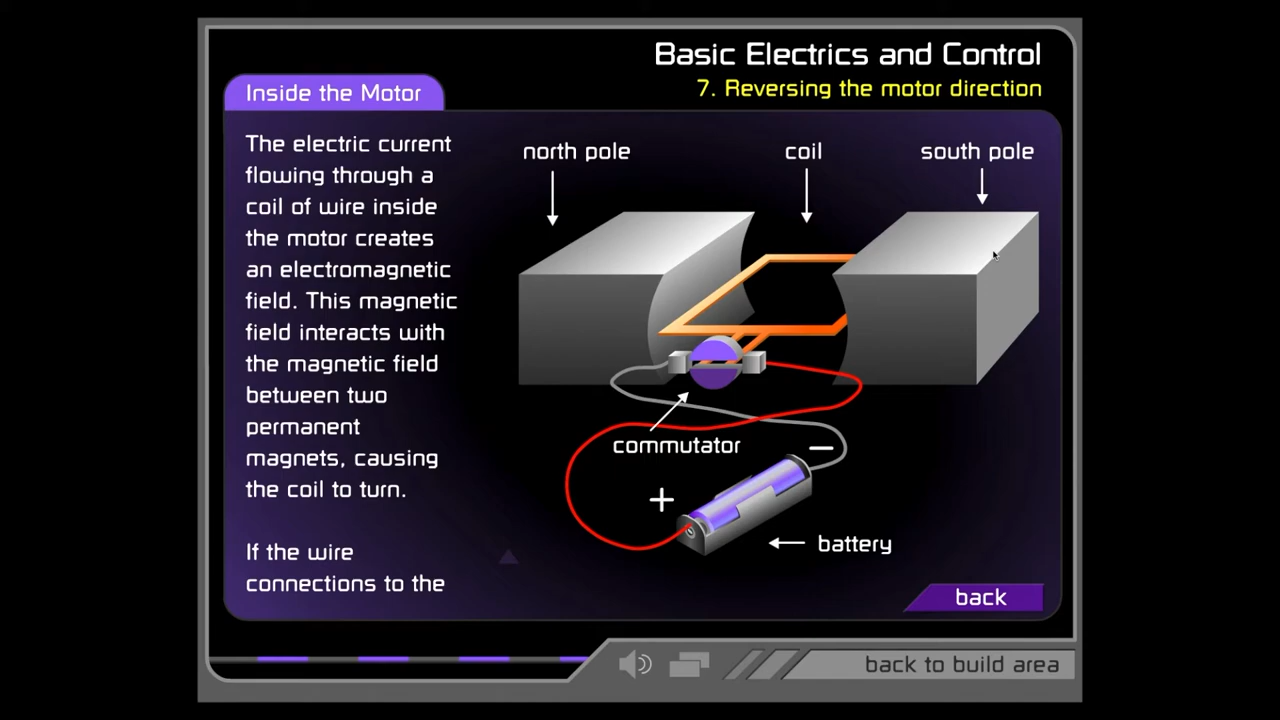 Basic Electrics and Control
7. Reversing the motor direction
Inside the Motor
The electric current
flowing through a
coil of wire inside
the motor creates
an electromagnetic
field. This magnetic
field interacts with
the magnetic field
between two
permanent
magnets, causing
the coil to turn.
If the wire
connections to the
north pole
coil
south pole
commutator
−
+
battery
back
back to build area